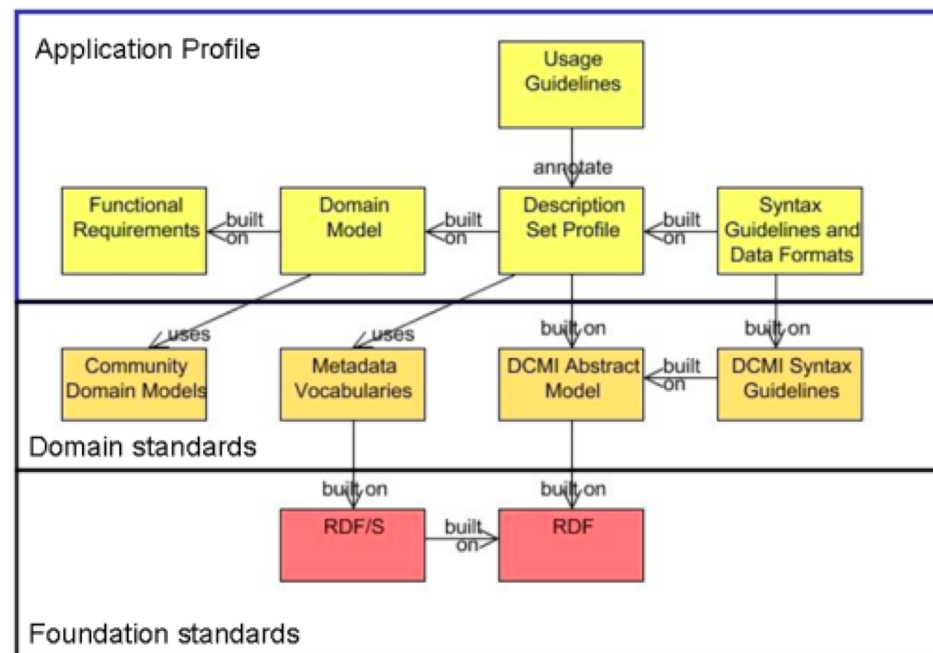 Application Profile
Usage
Guidelines
annotate
Functional
Requirements
built
on
Domain
Model
built
on
Description
Set Profile
built
on
Syntax
Guidelines and
Data Formats
uses
uses
built on
built on
Community
Domain Models
Metadata
Vocabularies
DCMI Abstract
Model
built
on
DCMI Syntax
Guidelines
Domain standards
built on
built on
RDF/S
built
on
RDF
Foundation standards